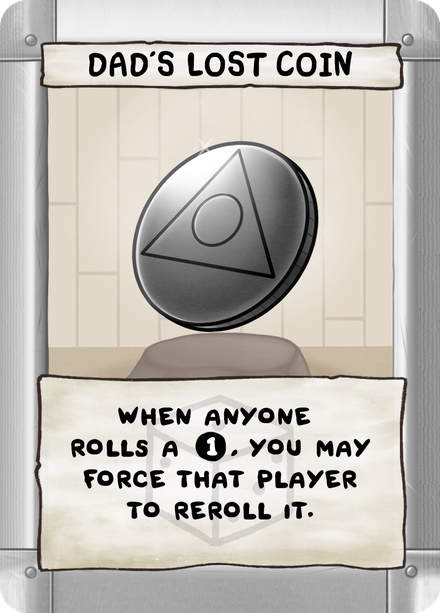 DAD'S LOST COIN
WHEN ANYONE
ROLLS A 1, YOU MAY
FORCE THAT PLAYER
TO REROLL IT.